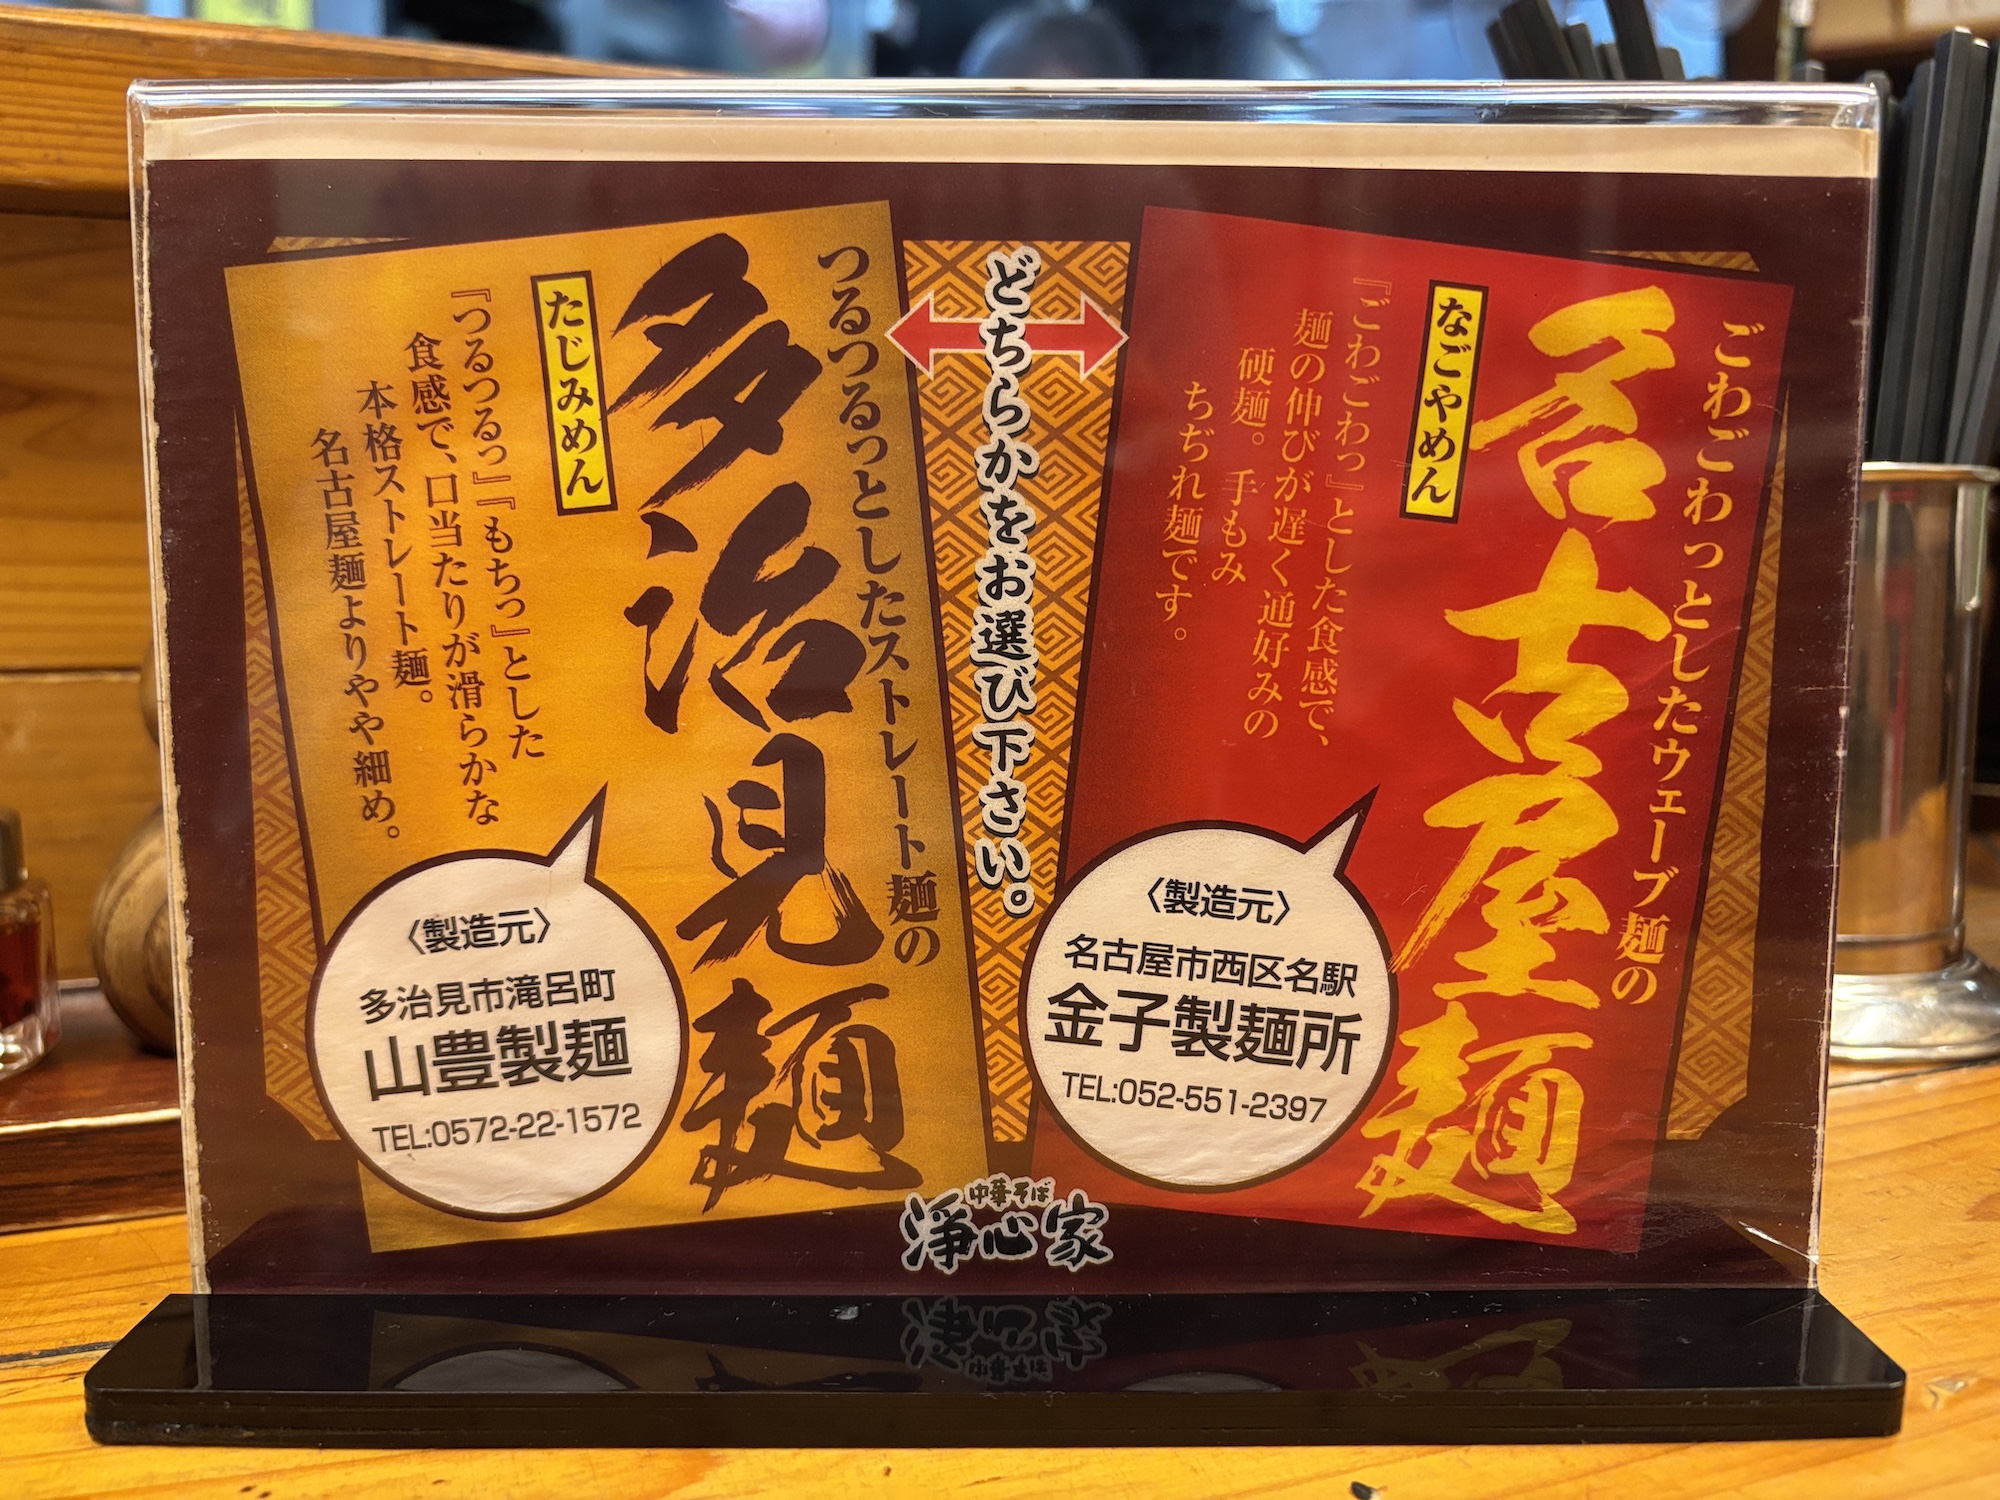 ごわごわっとしたウェーブ麺の
名古屋麺
なごやめん
『ごわごわっ』とした食感で、
麺の伸びが遅く通好みの
硬麺。手もみ
ちぢれ麺です。
〈製造元〉
名古屋市西区名駅
金子製麺所
TEL:052-551-2397
どちらかをお選び下さい。
つるつるっとしたストレート麺の
多治見麺
たじみめん
『つるつるっ』『もちっ』とした
食感で、口当たりが滑らかな
本格ストレート麺。
名古屋麺よりやや細め。
〈製造元〉
多治見市滝呂町
山豊製麺
TEL:0572-22-1572
中華そば
淨心家